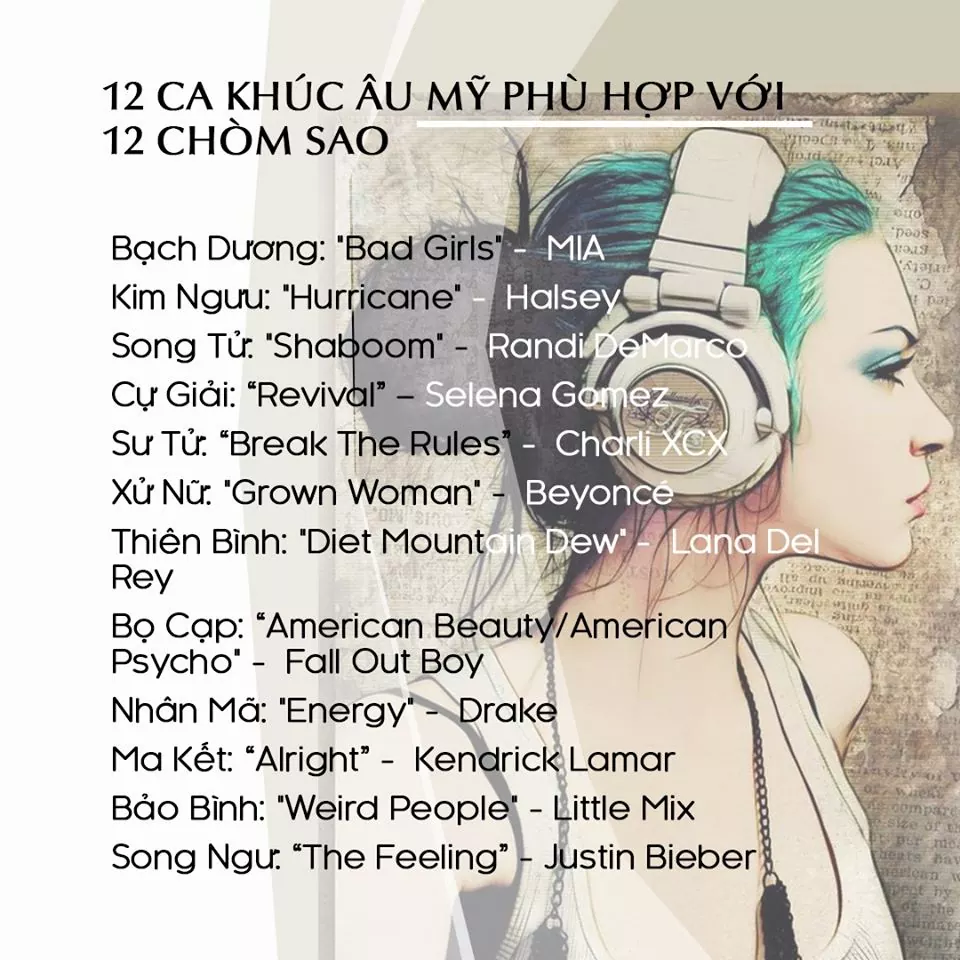 12 CA KHÚC ÂU MỸ PHÙ HỢP VỚI
12 CHÒM SAO
Bạch Dương: "Bad Girls" - MIA
Kim Ngưu: "Hurricane" - Halsey
Song Tử: "Shaboom" - Randi DeMarco
Cự Giải: “Revival” – Selena Gomez
Sư Tử: “Break The Rules” - Charli XCX
Xử Nữ: "Grown Woman" - Beyoncé
Thiên Bình: "Diet Mountain Dew" - Lana Del
Rey
Bọ Cạp: “American Beauty/American
Psycho" - Fall Out Boy
Nhân Mã: "Energy" - Drake
Ma Kết: “Alright” - Kendrick Lamar
Bảo Bình: "Weird People" - Little Mix
Song Ngư: “The Feeling” - Justin Bieber